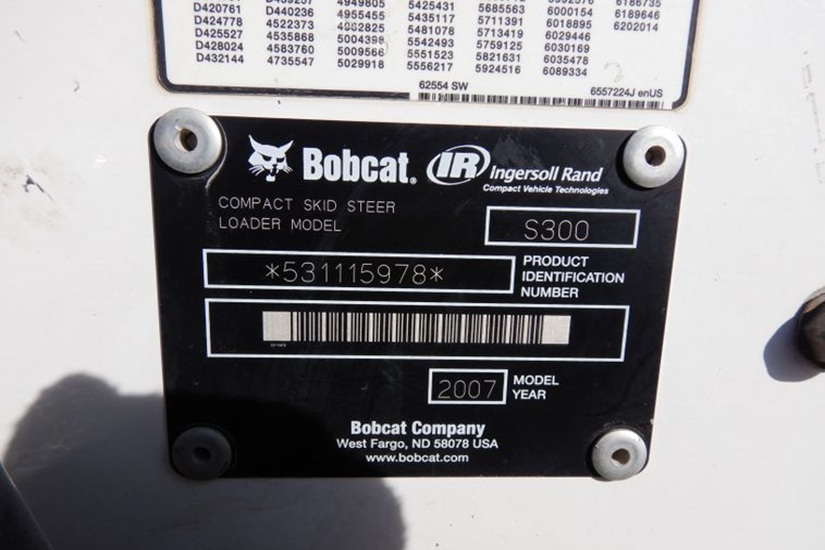 D420761 D440236 4955455 5425431 5685563 6000154 6189646
D424778 4522373 4982825 5435117 5711391 6018895 6202014
D425527 4535868 5004398 5481078 5713419 6029446
D428024 4583760 5009566 5542493 5759125 6030169
D432144 4735547 5029918 5551523 5821631 6035478
5556217 5924516 6089334
62554 SW 6557224J enUS
Bobcat. IR Ingersoll Rand
Compact Vehicle Technologies
COMPACT SKID STEER
LOADER MODEL S300
*531115978* PRODUCT
IDENTIFICATION
NUMBER
2007 MODEL
YEAR
Bobcat Company
West Fargo, ND 58078 USA
www.bobcat.com